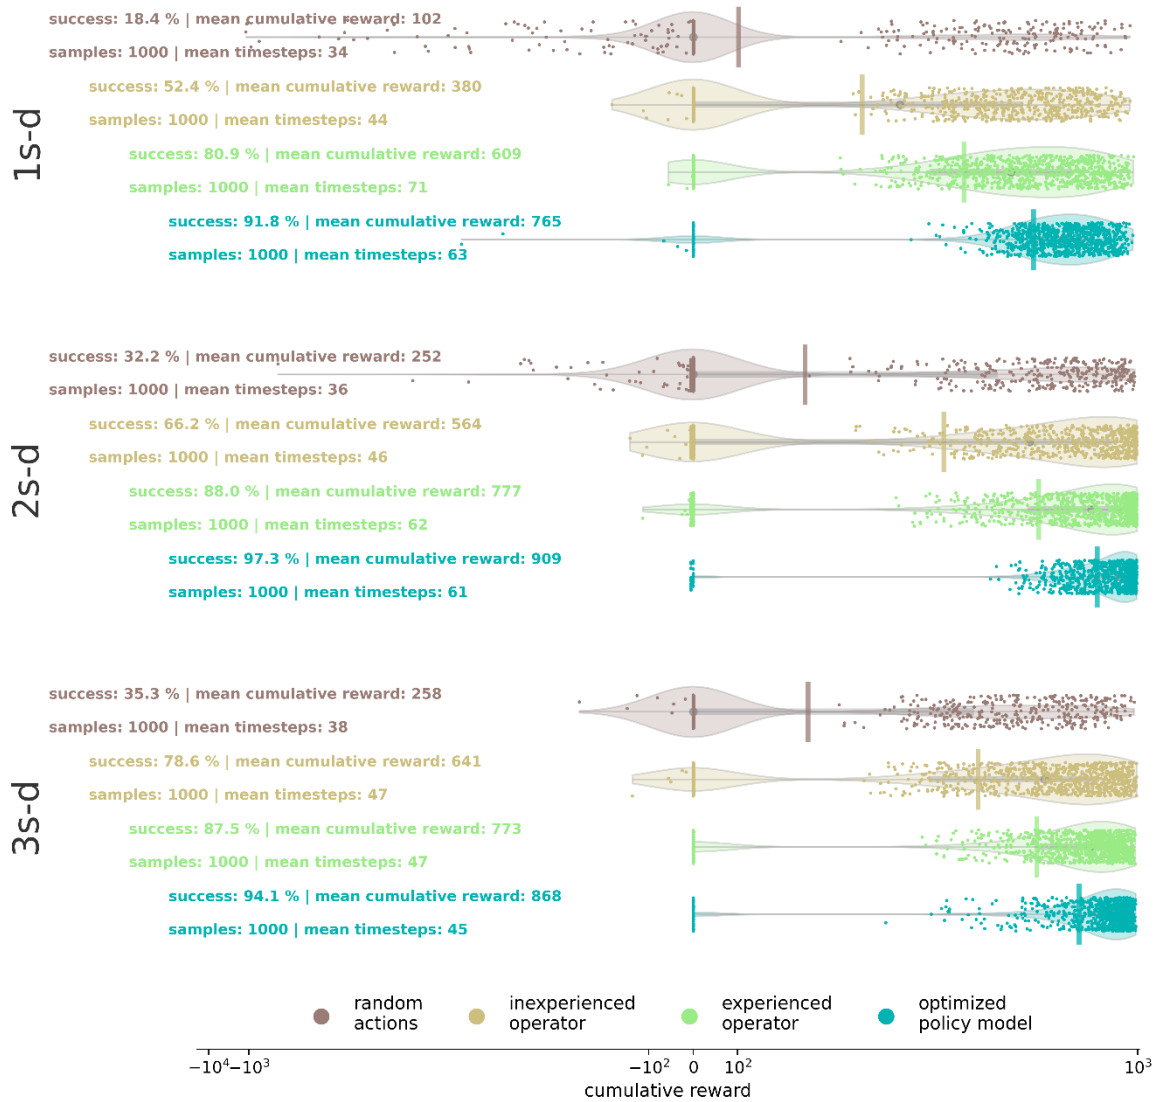 1s-d
success: 18.4 % | mean cumulative reward: 102
samples: 1000 | mean timesteps: 34
success: 52.4 % | mean cumulative reward: 380
samples: 1000 | mean timesteps: 44
success: 80.9 % | mean cumulative reward: 609
samples: 1000 | mean timesteps: 71
success: 91.8 % | mean cumulative reward: 765
samples: 1000 | mean timesteps: 63
2s-d
success: 32.2 % | mean cumulative reward: 252
samples: 1000 | mean timesteps: 36
success: 66.2 % | mean cumulative reward: 564
samples: 1000 | mean timesteps: 46
success: 88.0 % | mean cumulative reward: 777
samples: 1000 | mean timesteps: 62
success: 97.3 % | mean cumulative reward: 909
samples: 1000 | mean timesteps: 61
3s-d
success: 35.3 % | mean cumulative reward: 258
samples: 1000 | mean timesteps: 38
success: 78.6 % | mean cumulative reward: 641
samples: 1000 | mean timesteps: 47
success: 87.5 % | mean cumulative reward: 773
samples: 1000 | mean timesteps: 47
success: 94.1 % | mean cumulative reward: 868
samples: 1000 | mean timesteps: 45
random actions
inexperienced operator
experienced operator
optimized policy model
−10⁴ −10³ −10² 0 10² 10³
cumulative reward